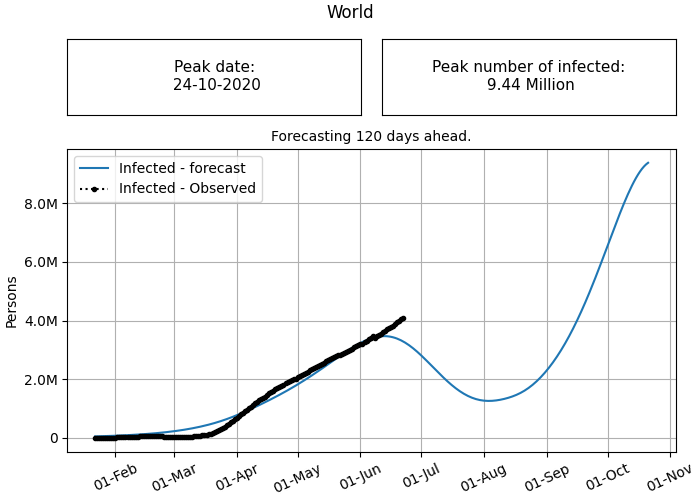 World
Peak date:
24-10-2020
Peak number of infected:
9.44 Million
Forecasting 120 days ahead.
Infected - forecast
Infected - Observed
Persons
8.0M
6.0M
4.0M
2.0M
0
01-Feb
01-Mar
01-Apr
01-May
01-Jun
01-Jul
01-Aug
01-Sep
01-Oct
01-Nov